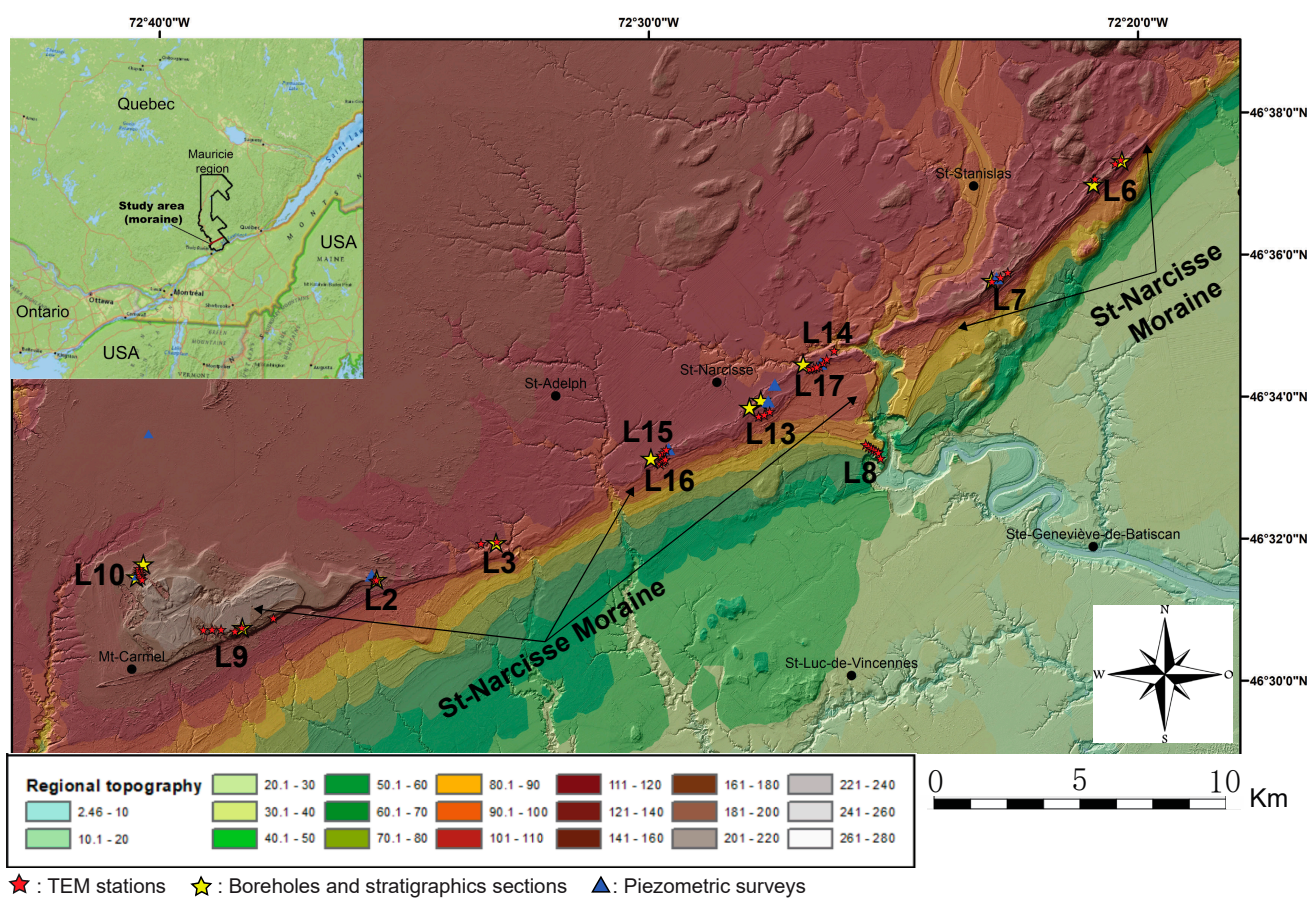 72°40'0"W
72°30'0"W
72°20'0"W
Quebec
Mauricie
region
Study area
(moraine)
USA
MAINE
Ottawa
Montréal
Ontario
USA
VERMONT
46°38'0"N
46°36'0"N
46°34'0"N
46°32'0"N
46°30'0"N
St-Stanislas
L6
L7
St-Narcisse
Moraine
L14
St-Narcisse
L17
St-Adelph
L13
L15
L16
L8
Ste-Geneviève-de-Batiscan
L3
L10
L2
Mt-Carmel
L9
St-Narcisse Moraine
St-Luc-de-Vincennes
N
W
O
S
Regional topography
2.46 - 10
10.1 - 20
20.1 - 30
30.1 - 40
40.1 - 50
50.1 - 60
60.1 - 70
70.1 - 80
80.1 - 90
90.1 - 100
101 - 110
111 - 120
121 - 140
141 - 160
161 - 180
181 - 200
201 - 220
221 - 240
241 - 260
261 - 280
0 5 10 Km
: TEM stations : Boreholes and stratigraphics sections : Piezometric surveys